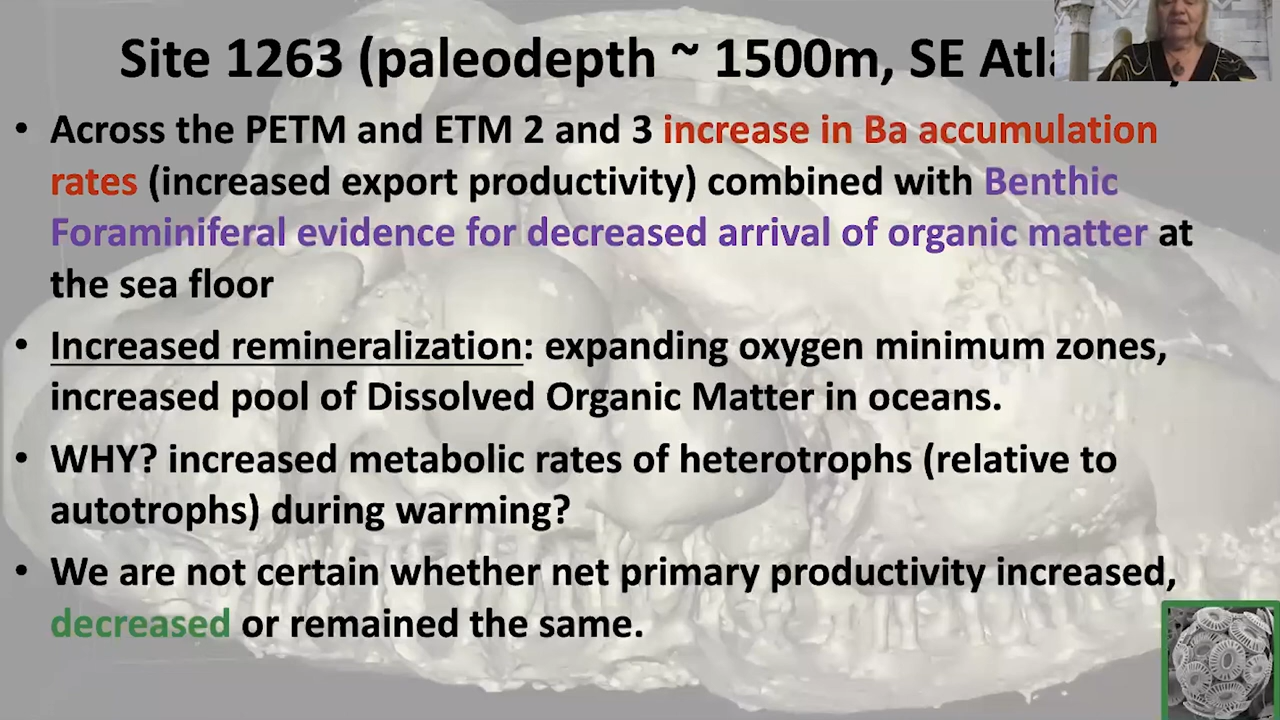 Site 1263 (paleodepth ~ 1500m, SE Atla
• Across the PETM and ETM 2 and 3 increase in Ba accumulation
rates (increased export productivity) combined with Benthic
Foraminiferal evidence for decreased arrival of organic matter at
the sea floor
• Increased remineralization: expanding oxygen minimum zones,
increased pool of Dissolved Organic Matter in oceans.
• WHY? increased metabolic rates of heterotrophs (relative to
autotrophs) during warming?
• We are not certain whether net primary productivity increased,
decreased or remained the same.